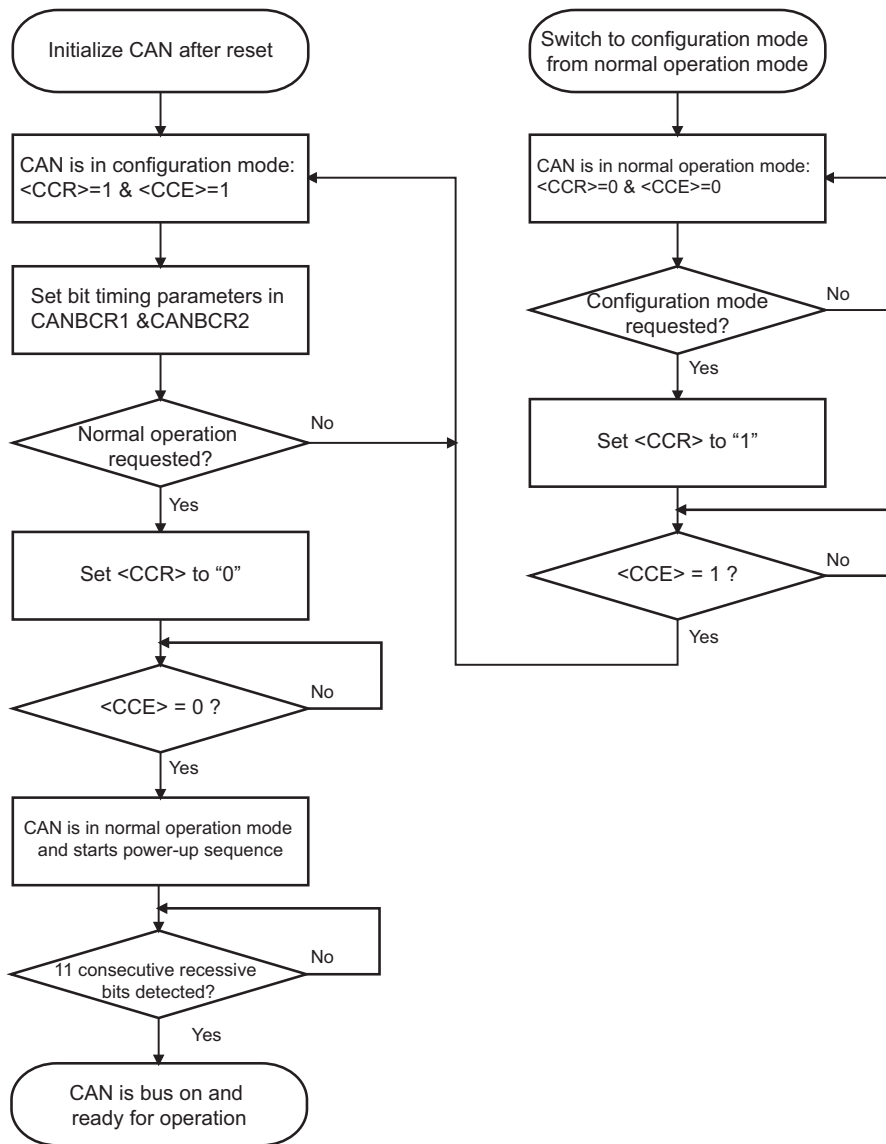 Initialize CAN after reset
CAN is in configuration mode:
<CCR>=1 & <CCE>=1
Set bit timing parameters in
CANBCR1 &CANBCR2
Normal operation
requested?
No
Yes
Set <CCR> to “0”
<CCE> = 0 ?
No
Yes
CAN is in normal operation mode
and starts power-up sequence
11 consecutive recessive
bits detected?
No
Yes
CAN is bus on and
ready for operation
Switch to configuration mode
from normal operation mode
CAN is in normal operation mode:
<CCR>=0 & <CCE>=0
Configuration mode
requested?
No
Yes
Set <CCR> to “1”
<CCE> = 1 ?
No
Yes